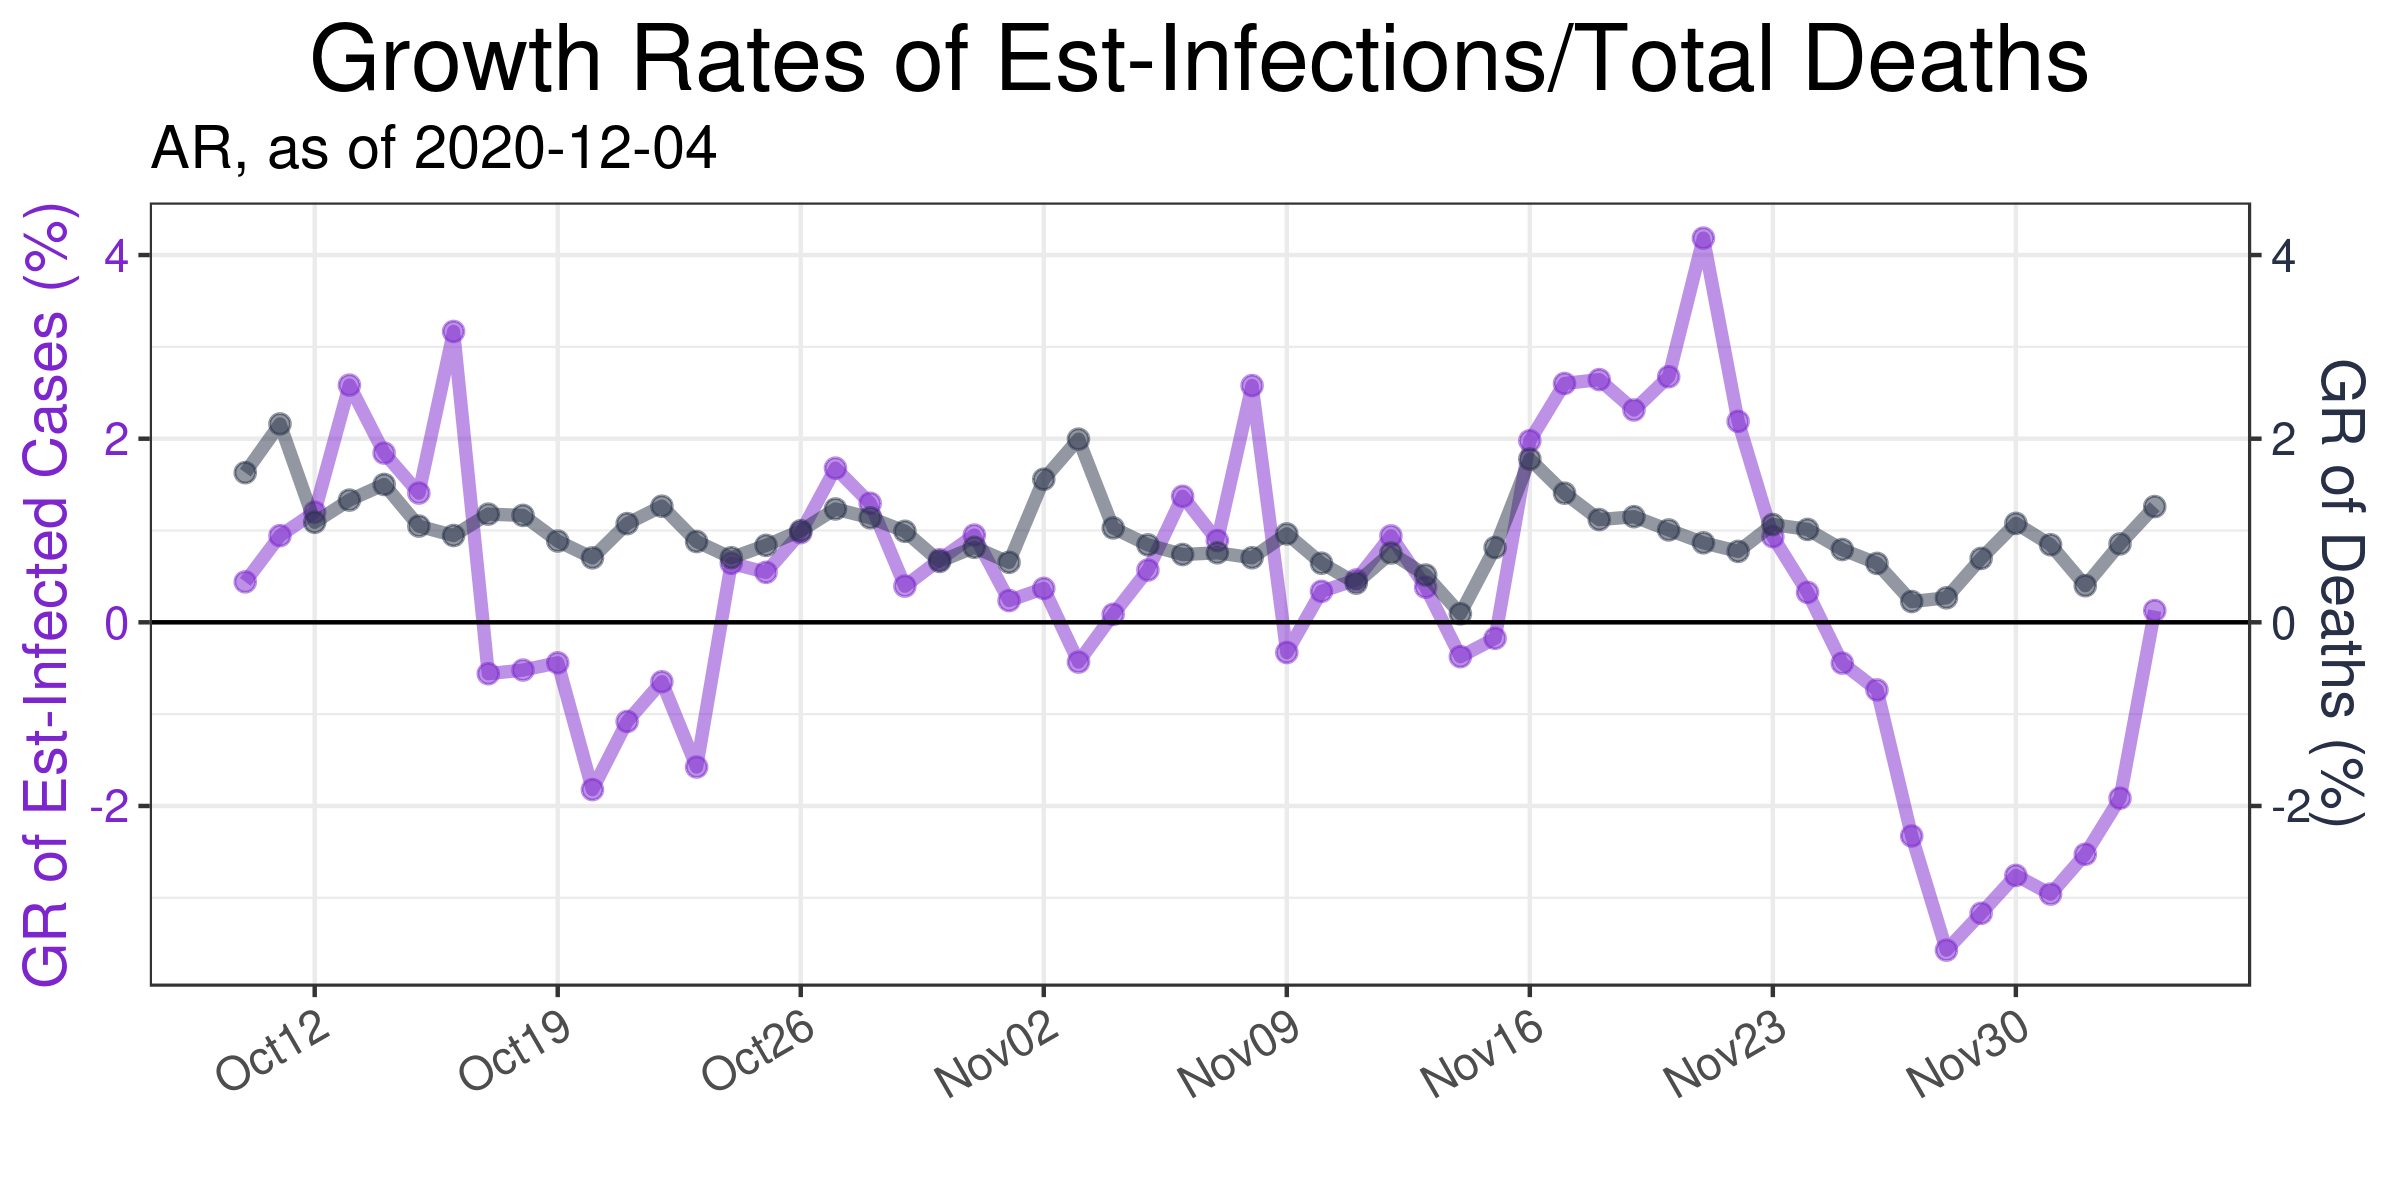 Growth Rates of Est-Infections/Total Deaths
AR, as of 2020-12-04
GR of Est-Infected Cases (%)
4
2
0
-2
4
2
0
-2
GR of Deaths (%)
Oct12
Oct19
Oct26
Nov02
Nov09
Nov16
Nov23
Nov30